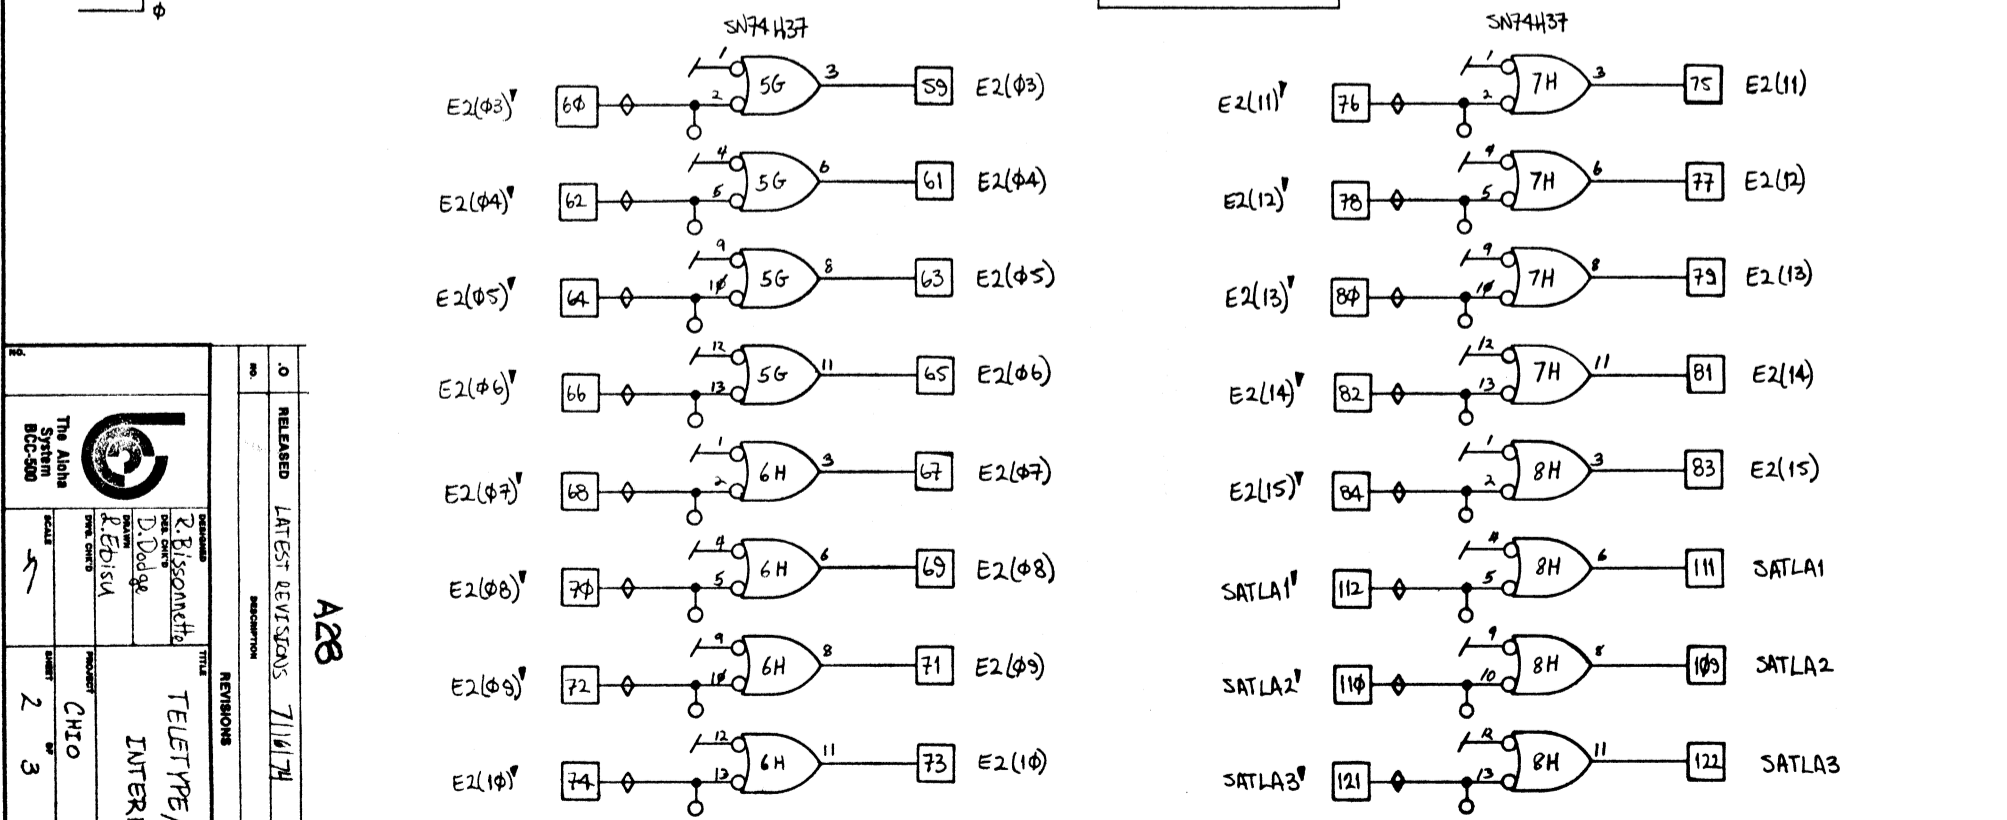 φ
SN74H37
E2(φ3)' 6φ 1 2 5G 3 59 E2(φ3)
E2(φ4)' 62 4 5 5G 6 61 E2(φ4)
E2(φ5)' 64 9 1φ 5G 8 63 E2(φ5)
E2(φ6)' 66 12 13 5G 11 65 E2(φ6)
E2(φ7)' 68 1 2 6H 3 67 E2(φ7)
E2(φ8)' 7φ 4 5 6H 6 69 E2(φ8)
E2(φ9)' 72 9 1φ 6H 8 71 E2(φ9)
E2(1φ)' 74 12 13 6H 11 73 E2(1φ)
SN74H37
E2(11)' 76 1 2 7H 3 75 E2(11)
E2(12)' 78 4 5 7H 6 77 E2(12)
E2(13)' 8φ 9 1φ 7H 8 79 E2(13)
E2(14)' 82 12 13 7H 11 81 E2(14)
E2(15)' 84 1 2 8H 3 83 E2(15)
SATLA1' 112 4 5 8H 6 111 SATLA1
SATLA2' 11φ 9 10 8H 8 1φ9 SATLA2
SATLA3' 121 12 13 8H 11 122 SATLA3
A28
.0 RELEASED LATEST REVISIONS 7/16/74
NO. DESCRIPTION
REVISIONS
The Aloha
System
BCC-500
DESIGNED
R. Bissonnette
DES. CHK'D
D. Dodge
DRAWN
L. Ebisu
DWG. CHK'D
SCALE
TITLE
TELETYPE/
INTER
PROJECT
CHIO
SHEET 2 OF 3
NO.